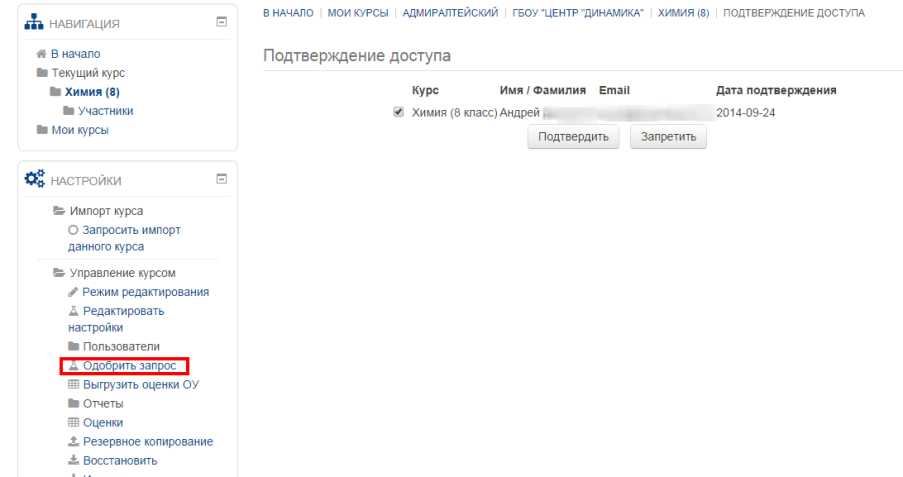 В НАЧАЛО | МОИ КУРСЫ | АДМИРАЛТЕЙСКИЙ | ГБОУ "ЦЕНТР "ДИНАМИКА" | ХИМИЯ (8) | ПОДТВЕРЖДЕНИЕ ДОСТУПА
НАВИГАЦИЯ
В начало
Текущий курс
Химия (8)
Участники
Мои курсы
НАСТРОЙКИ
Импорт курса
Запросить импорт
данного курса
Управление курсом
Режим редактирования
Редактировать
настройки
Пользователи
Одобрить запрос
Выгрузить оценки ОУ
Отчеты
Оценки
Резервное копирование
Восстановить
Подтверждение доступа
Курс Имя / Фамилия Email Дата подтверждения
Химия (8 класс) Андрей 2014-09-24
Подтвердить Запретить